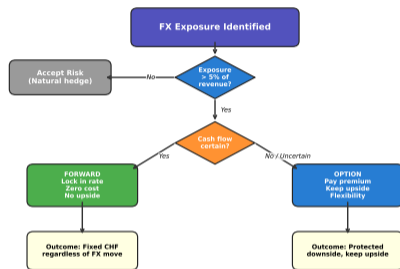 FX Exposure Identified
Exposure
> 5% of
revenue?
No
Accept Risk
(Natural hedge)
Yes
Cash flow
certain?
Yes
No / Uncertain
FORWARD
Lock in rate
Zero cost
No upside
OPTION
Pay premium
Keep upside
Flexibility
Outcome: Fixed CHF
regardless of FX move
Outcome: Protected
downside, keep upside